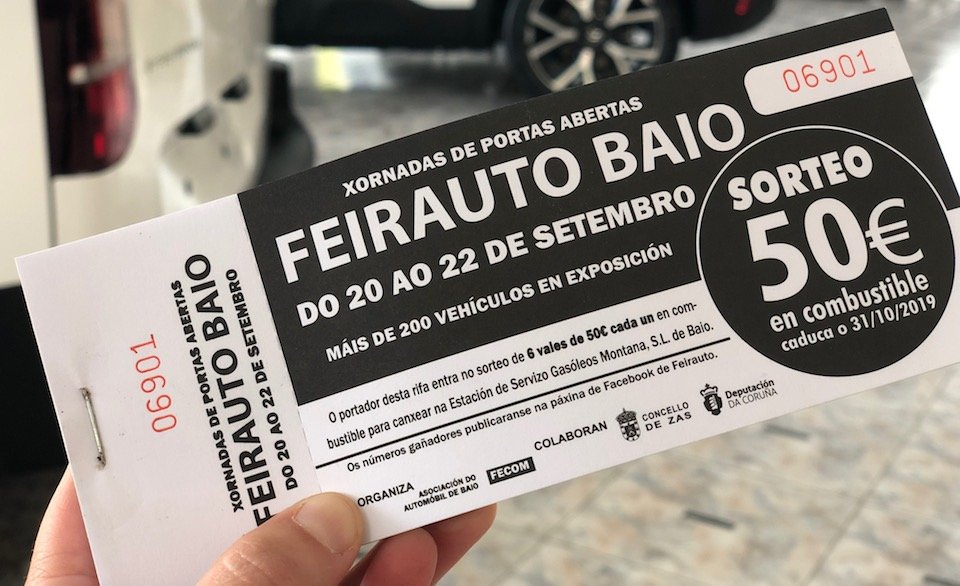 06901
XORNADAS DE PORTAS ABERTAS
FEIRAUTO BAIO
DO 20 AO 22 DE SETEMBRO
XORNADAS DE PORTAS ABERTAS
FEIRAUTO BAIO
DO 20 AO 22 DE SETEMBRO
MÁIS DE 200 VEHÍCULOS EN EXPOSICIÓN
06901
SORTEO
50€
en combustible
caduca o 31/10/2019
O portador desta rifa entra no sorteo de 6 vales de 50€ cada un en com-
bustible para canxear na Estación de Servizo Gasóleos Montana, S.L. de Baio.
Os números gañadores publicaranse na páxina de Facebook de Feirauto.
ORGANIZA
ASOCIACIÓN DO
AUTOMÓBIL DE BAIO
FECOM
COLABORAN
CONCELLO
DE ZAS
Deputación
DA CORUÑA